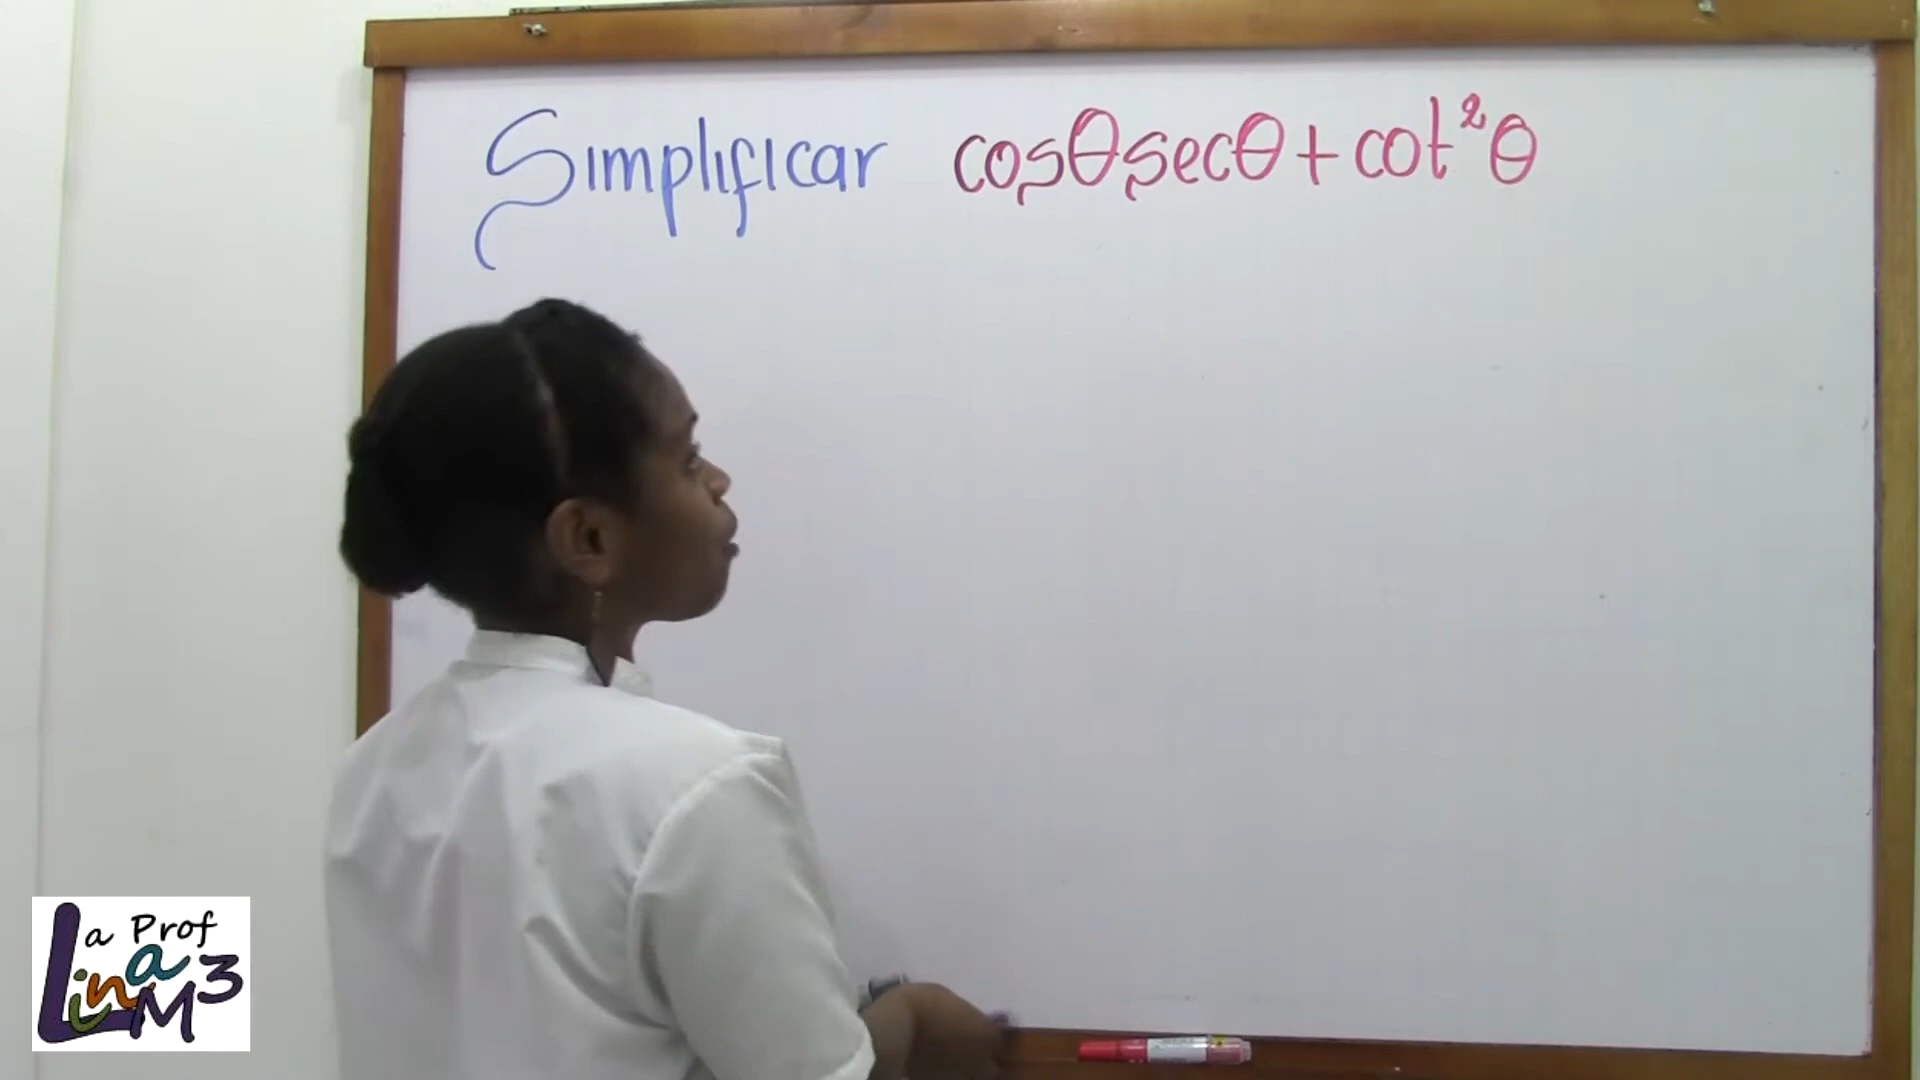 Simplificar cosθsecθ+cot²θ
La Prof
Lina M3